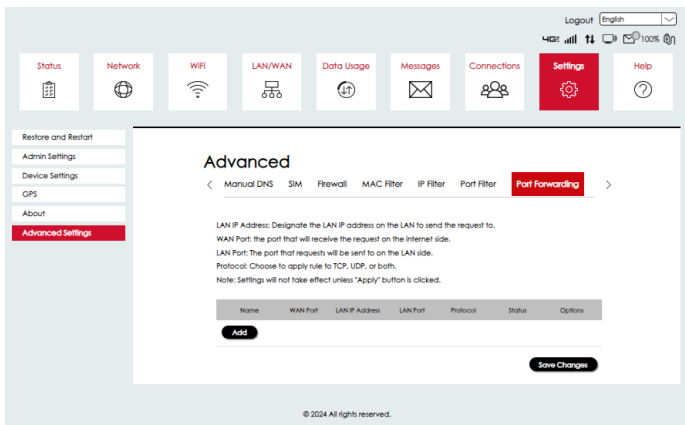 Logout English
4G 100%
Status Network WiFi LAN/WAN Data Usage Messages Connections Settings Help
Restore and Restart
Admin Settings
Device Settings
GPS
About
Advanced Settings
Advanced
Manual DNS SIM Firewall MAC Filter IP Filter Port Filter Port Forwarding
LAN IP Address: Designate the LAN IP address on the LAN to send the request to.
WAN Port: the port that will receive the request on the internet side.
LAN Port: The port that requests will be sent to on the LAN side.
Protocol: Choose to apply rule to TCP, UDP, or both.
Note: Settings will not take effect unless "Apply" button is clicked.
Name WAN Port LAN IP Address LAN Port Protocol Status Options
Add
Save Changes
© 2024 All rights reserved.